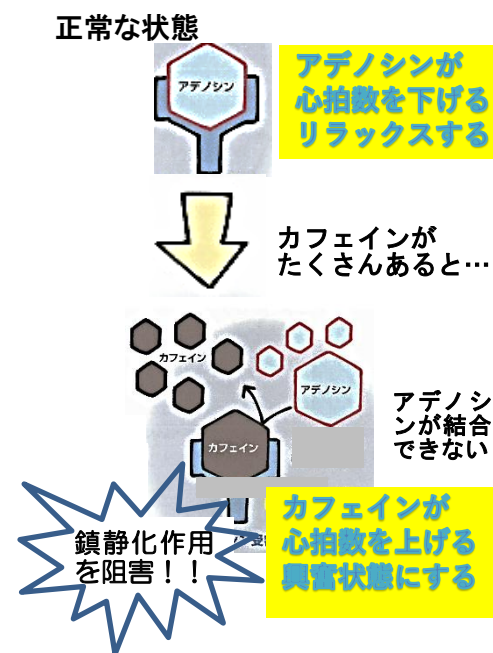 正常な状態
アデノシン
アデノシンが
心拍数を下げる
リラックスする
カフェインが
たくさんあると…
カフェイン
アデノシン
カフェイン
アデノシ
ンが結合
できない
鎮静化作用
を阻害！！
カフェインが
心拍数を上げる
興奮状態にする